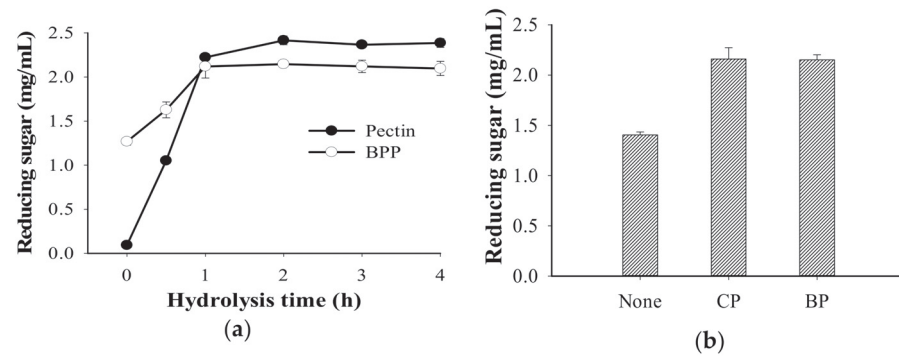 Reducing sugar (mg/mL)
2.5
2.0
1.5
1.0
0.5
0.0
Pectin
BPP
0 1 2 3 4
Hydrolysis time (h)
(a)
Reducing sugar (mg/mL)
2.5
2.0
1.5
1.0
0.5
0.0
None CP BP
(b)